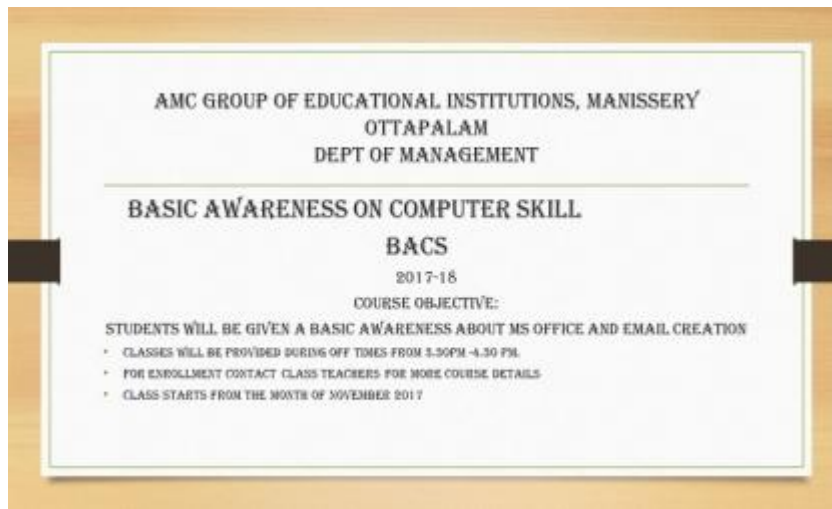 AMC GROUP OF EDUCATIONAL INSTITUTIONS, MANISSERY
OTTAPALAM
DEPT OF MANAGEMENT
BASIC AWARENESS ON COMPUTER SKILL
BACS
2017-18
COURSE OBJECTIVE:
STUDENTS WILL BE GIVEN A BASIC AWARENESS ABOUT MS OFFICE AND EMAIL CREATION
• CLASSES WILL BE PROVIDED DURING OFF TIMES FROM 3.30PM -4.30 PM.
• FOR ENROLLMENT CONTACT CLASS TEACHERS FOR MORE COURSE DETAILS
• CLASS STARTS FROM THE MONTH OF NOVEMBER 2017